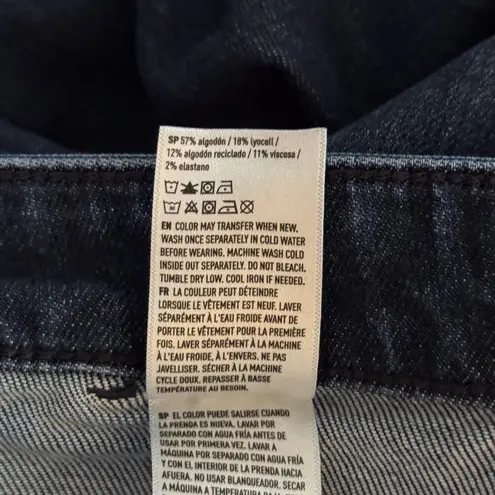 SP 57% algodón / 18% lyocell /
12% algodón reciclado / 11% viscosa /
2% elastano
EN COLOR MAY TRANSFER WHEN NEW.
WASH ONCE SEPARATELY IN COLD WATER
BEFORE WEARING. MACHINE WASH COLD
INSIDE OUT SEPARATELY. DO NOT BLEACH.
TUMBLE DRY LOW. COOL IRON IF NEEDED.
FR LA COULEUR PEUT DÉTEINDRE
LORSQUE LE VÊTEMENT EST NEUF. LAVER
SÉPARÉMENT À L'EAU FROIDE AVANT DE
PORTER LE VÊTEMENT POUR LA PREMIÈRE
FOIS. LAVER SÉPARÉMENT À LA MACHINE
À L'EAU FROIDE, À L'ENVERS. NE PAS
JAVELLISER. SÉCHER À LA MACHINE
CYCLE DOUX. REPASSER À BASSE
TEMPÉRATURE AU BESOIN.
SP EL COLOR PUEDE SALIRSE CUANDO
LA PRENDA ES NUEVA. LAVAR POR
SEPARADO CON AGUA FRÍA ANTES DE
USAR POR PRIMERA VEZ. LAVAR A
MÁQUINA POR SEPARADO CON AGUA FRÍA
Y CON EL INTERIOR DE LA PRENDA HACIA
AFUERA. NO USAR BLANQUEADOR. SECAR
A MÁQUINA A TEMPERATURA BAJA